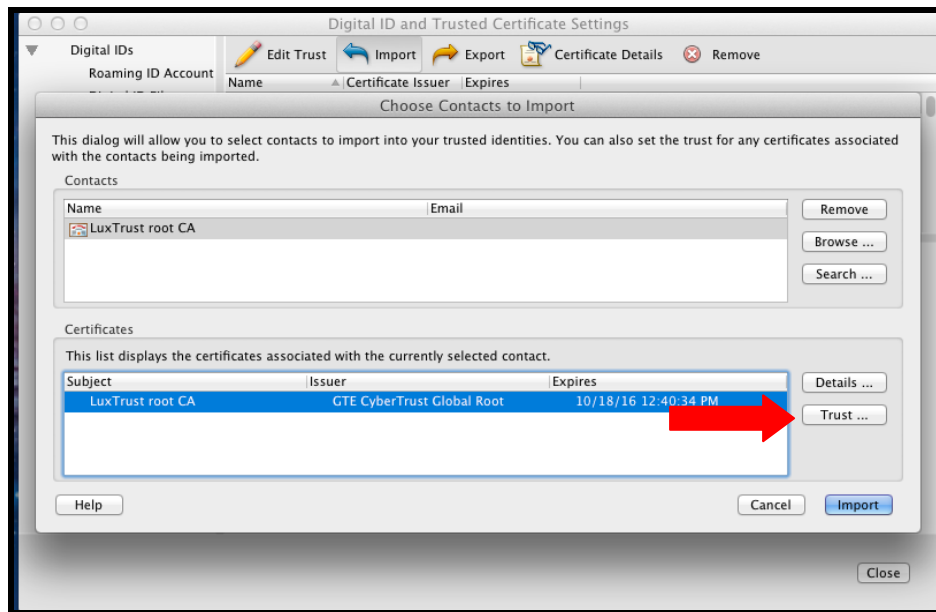 Digital ID and Trusted Certificate Settings
Digital IDs
Edit Trust Import Export Certificate Details Remove
Roaming ID Account
Name Certificate Issuer Expires
Choose Contacts to Import
This dialog will allow you to select contacts to import into your trusted identities. You can also set the trust for any certificates associated
with the contacts being imported.
Contacts
Name Email
LuxTrust root CA
Remove
Browse ...
Search ...
Certificates
This list displays the certificates associated with the currently selected contact.
Subject Issuer Expires
LuxTrust root CA GTE CyberTrust Global Root 10/18/16 12:40:34 PM
Details ...
Trust ...
Help Cancel Import
Close